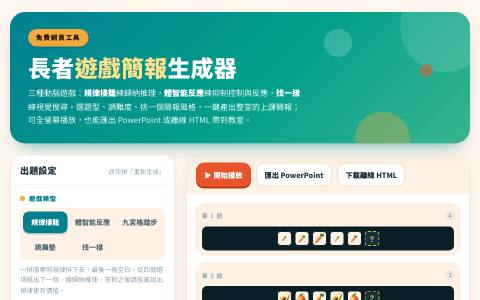 免費網頁工具
長者遊戲簡報生成器
三種動腦遊戲：規律接龍練歸納推理，體智能反應練抑制控制與反應，找一樣
練視覺搜尋。選題型、調難度、挑一個簡報風格，一鍵產出整堂的上課簡報；
可全螢幕播放，也能匯出 PowerPoint 或離線 HTML 帶到教室。
出題設定
改完按「重新生成」
遊戲類型
規律接龍
體智能反應
九宮格踏步
跳舞墊
找一樣
一排圖案照規律排下去，最後一格空白，從四個選
項選出下一個。練歸納推理，答對之後請長輩說出
規律更有價值。
▶ 開始播放
匯出 PowerPoint
下載離線 HTML
第 1 題
④
?
第 2 題
?